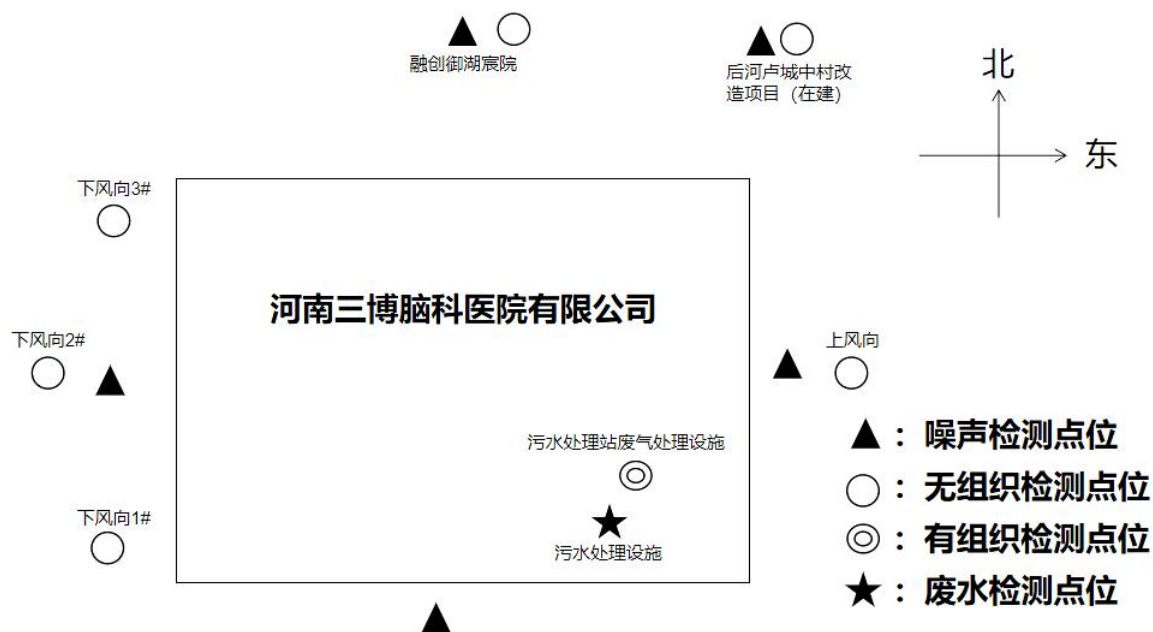 融创御湖宸院
后河卢城中村改
造项目（在建）
北
东
下风向3#
河南三博脑科医院有限公司
下风向2#
上风向
污水处理站废气处理设施
下风向1#
污水处理设施
：噪声检测点位
：无组织检测点位
：有组织检测点位
：废水检测点位